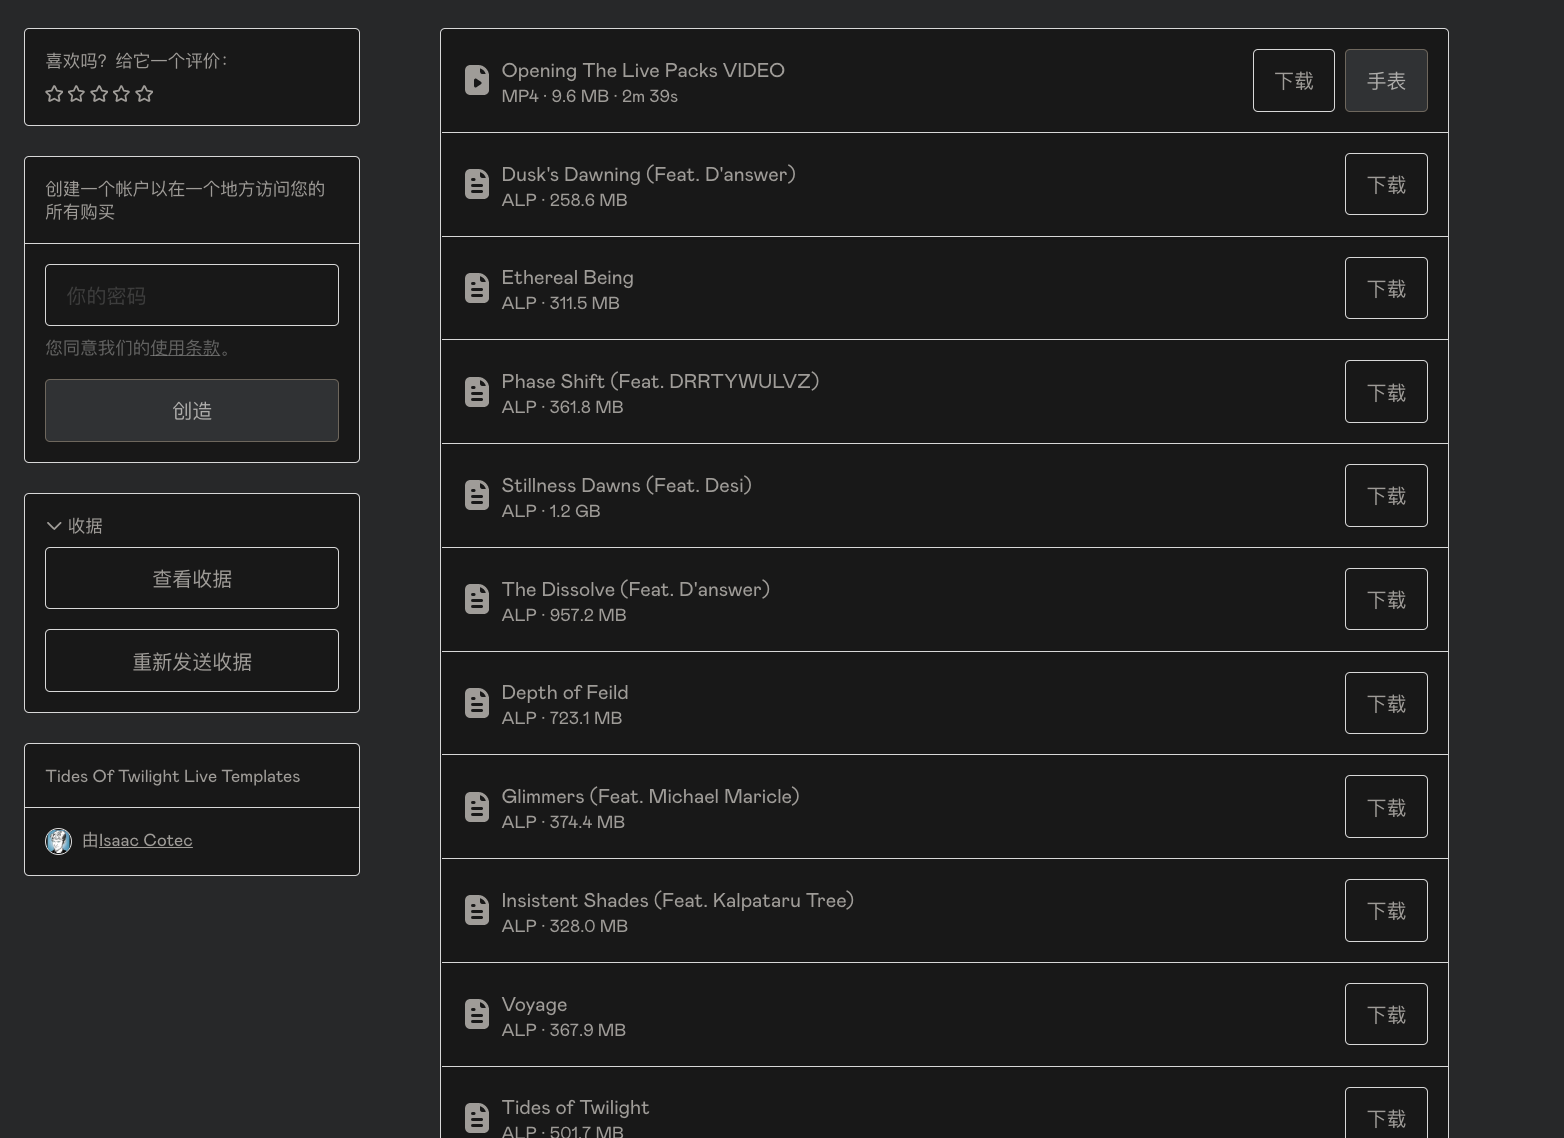 喜欢吗？给它一个评价：
创建一个帐户以在一个地方访问您的
所有购买
你的密码
您同意我们的使用条款。
创造
收据
查看收据
重新发送收据
Tides Of Twilight Live Templates
由Isaac Cotec
Opening The Live Packs VIDEO
MP4 · 9.6 MB · 2m 39s
下载
手表
Dusk's Dawning (Feat. D'answer)
ALP · 258.6 MB
下载
Ethereal Being
ALP · 311.5 MB
下载
Phase Shift (Feat. DRRTYWULVZ)
ALP · 361.8 MB
下载
Stillness Dawns (Feat. Desi)
ALP · 1.2 GB
下载
The Dissolve (Feat. D'answer)
ALP · 957.2 MB
下载
Depth of Feild
ALP · 723.1 MB
下载
Glimmers (Feat. Michael Maricle)
ALP · 374.4 MB
下载
Insistent Shades (Feat. Kalpataru Tree)
ALP · 328.0 MB
下载
Voyage
ALP · 367.9 MB
下载
Tides of Twilight
ALP · 501.7 MB
下载